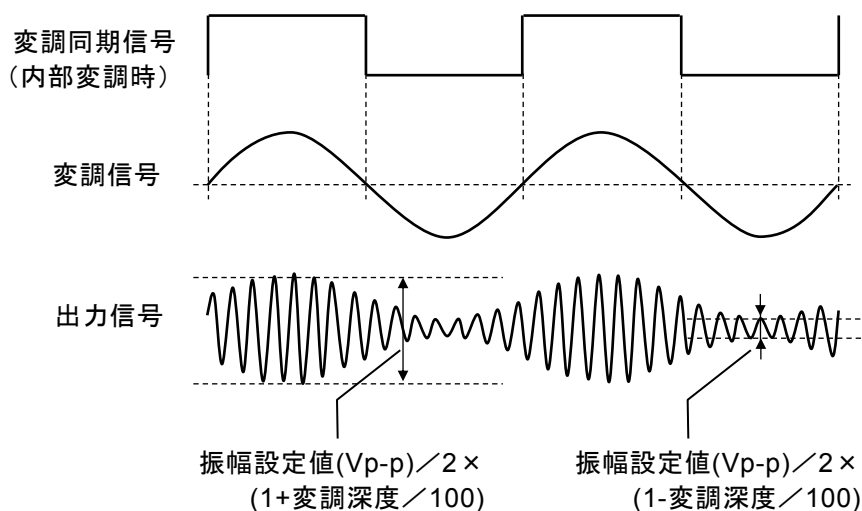 変調同期信号
（内部変調時）
変調信号
出力信号
振幅設定値(Vp-p)／2×
(1+変調深度／100)
振幅設定値(Vp-p)／2×
(1-変調深度／100)